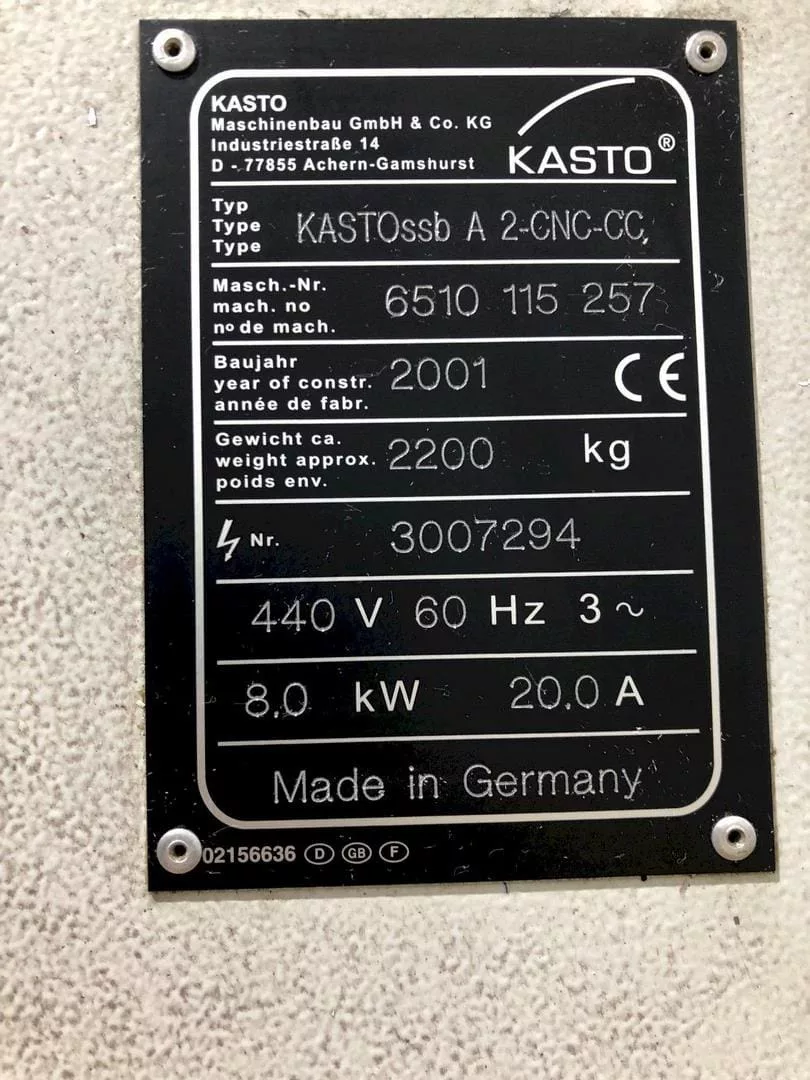 KASTO
Maschinenbau GmbH & Co. KG
Industriestraße 14
D - 77855 Achern-Gamshurst
KASTO®
Typ
Type
Type
KASTOssb A 2-CNC-CC,
Masch.-Nr.
mach. no
nº de mach.
6510 115 257
Baujahr
year of constr.
année de fabr.
2001
CE
Gewicht ca.
weight approx.
poids env.
2200 kg
Nr. 3007294
440 V 60 Hz 3 ~
8.0 kW 20.0 A
Made in Germany
02156636 D GB F